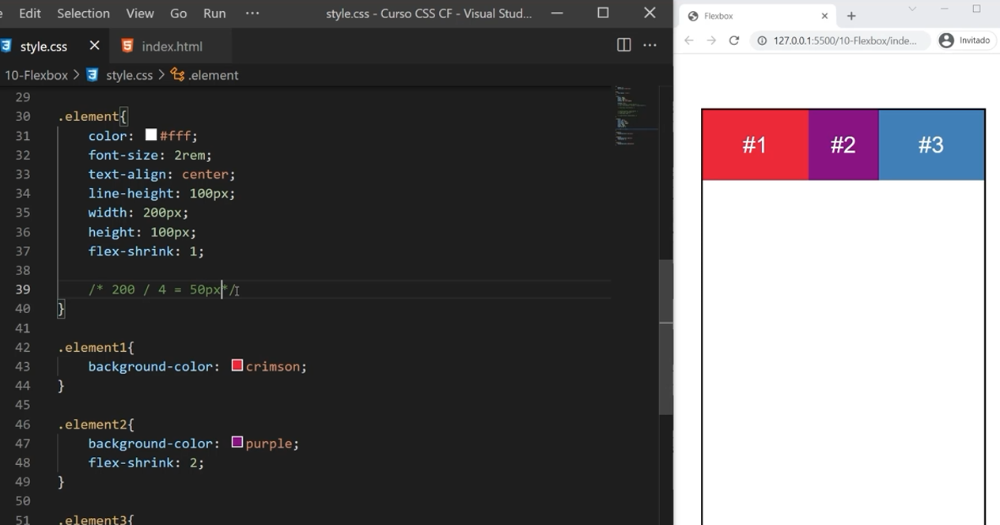 Edit Selection View Go Run ··· style.css - Curso CSS CF - Visual Stud...
style.css index.html
10-Flexbox > style.css > .element
29
30 .element{
31 color: #fff;
32 font-size: 2rem;
33 text-align: center;
34 line-height: 100px;
35 width: 200px;
36 height: 100px;
37 flex-shrink: 1;
38
39 /* 200 / 4 = 50px*/
40 }
41
42 .element1{
43 background-color: crimson;
44 }
45
46 .element2{
47 background-color: purple;
48 flex-shrink: 2;
49 }
50
51 .element3{
Flexbox
127.0.0.1:5500/10-Flexbox/inde... Invitado
#1 #2 #3